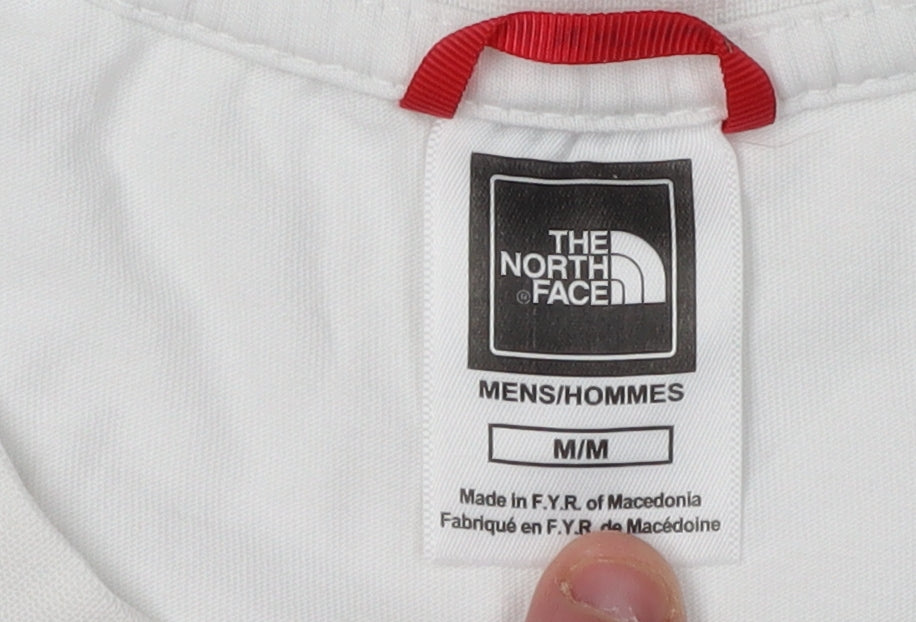 THE
NORTH
®FACE
MENS/HOMMES
M/M
Made in F.Y.R. of Macedonia
Fabriqué en F.Y.R. de Macédoine